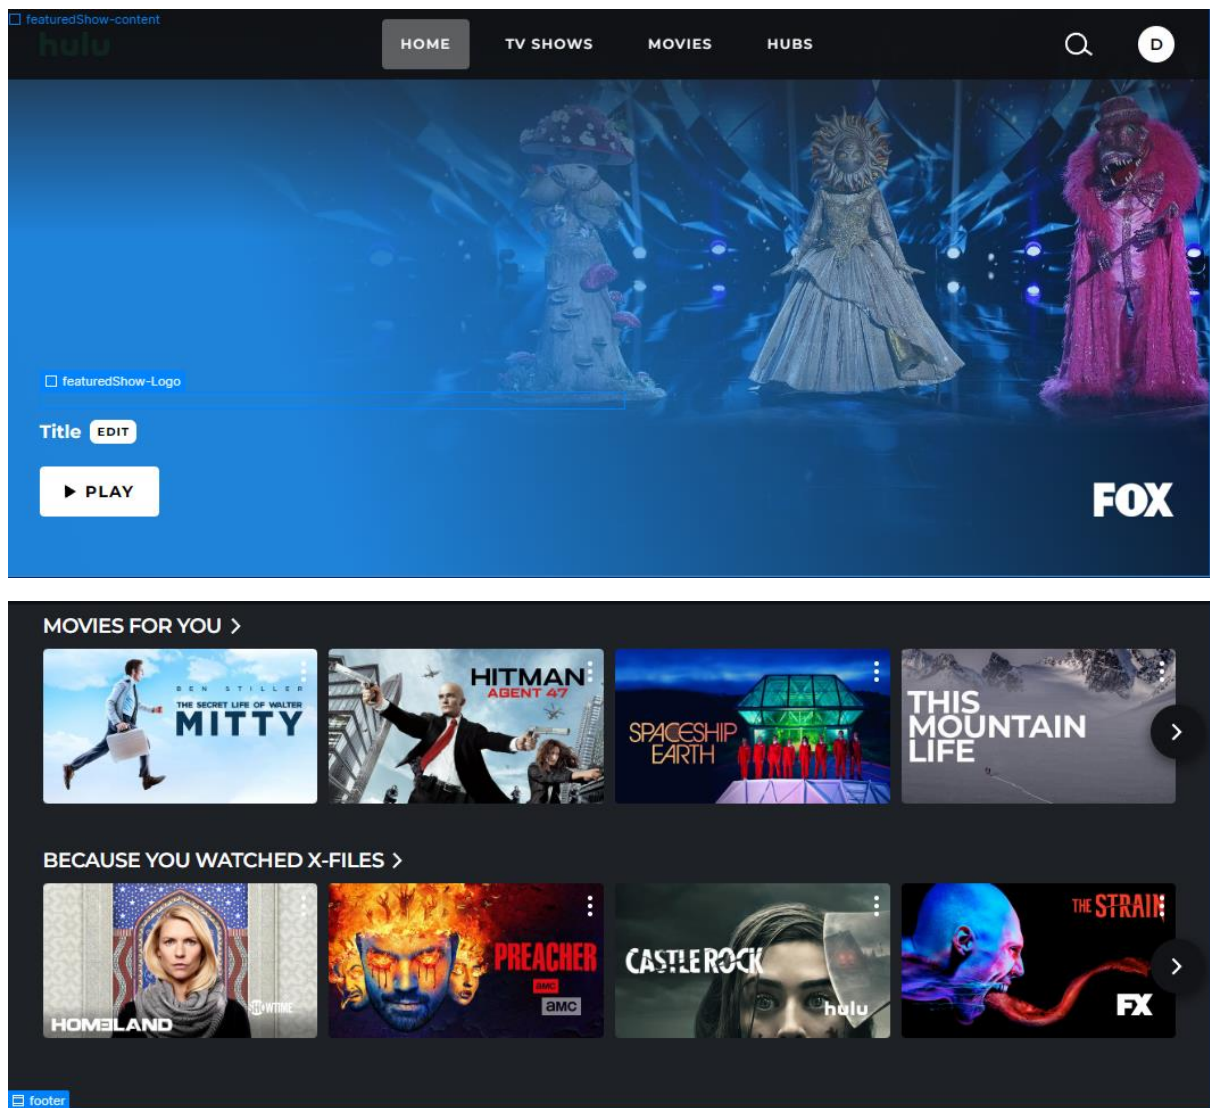 featuredShow-content
hulu
HOME TV SHOWS MOVIES HUBS D
featuredShow-Logo
Title EDIT
PLAY
FOX
MOVIES FOR YOU
BEN STILLER
THE SECRET LIFE OF WALTER
MITTY
HITMAN
AGENT 47
SPACESHIP
EARTH
THIS
MOUNTAIN
LIFE
BECAUSE YOU WATCHED X-FILES
HOMELAND
SHOWTIME
PREACHER
amc
amc
CASTLE ROCK
hulu
THE STRAIN
FX
footer